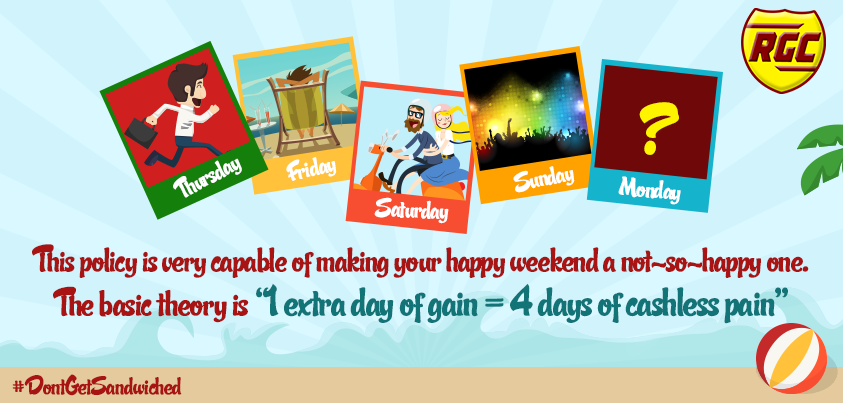 RGC
Thursday
Friday
Saturday
Sunday
?
Monday
This policy is very capable of making your happy weekend a not~so~happy one.
The basic theory is “1 extra day of gain = 4 days of cashless pain”
#DontGetSandwiched